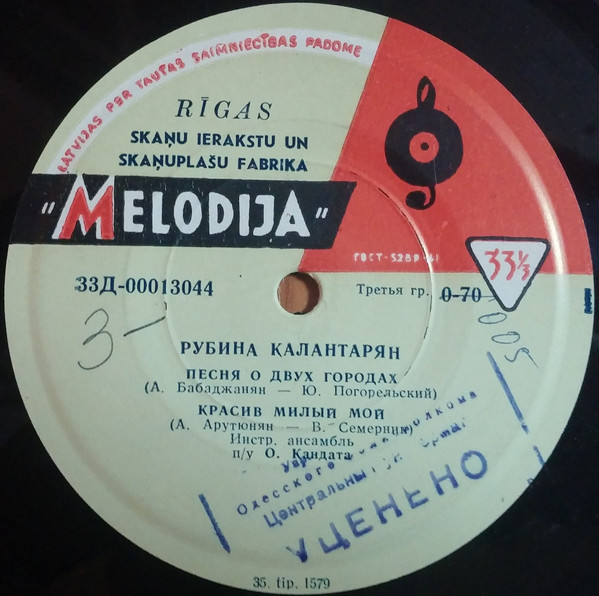 LATVIJAS PSR TAUTAS SAIMNIECĪBAS PADOME
RĪGAS
SKAŅU IERAKSTU UN
SKAŅUPLAŠU FABRIKA
"MELODIJA"
ГОСТ-5289-61
33⅓
33Д-00013044
Третья гр. 0-70
3-
005
РУБИНА КАЛАНТАРЯН
ПЕСНЯ О ДВУХ ГОРОДАХ
(А. Бабаджанян — Ю. Погорельский)
КРАСИВ МИЛЫЙ МОЙ
(А. Арутюнян — В. Семернин)
Инстр. ансамбль
п/у О. Кандата
Одесского
Центральный
УЦЕНЕНО
35. tip. 1579